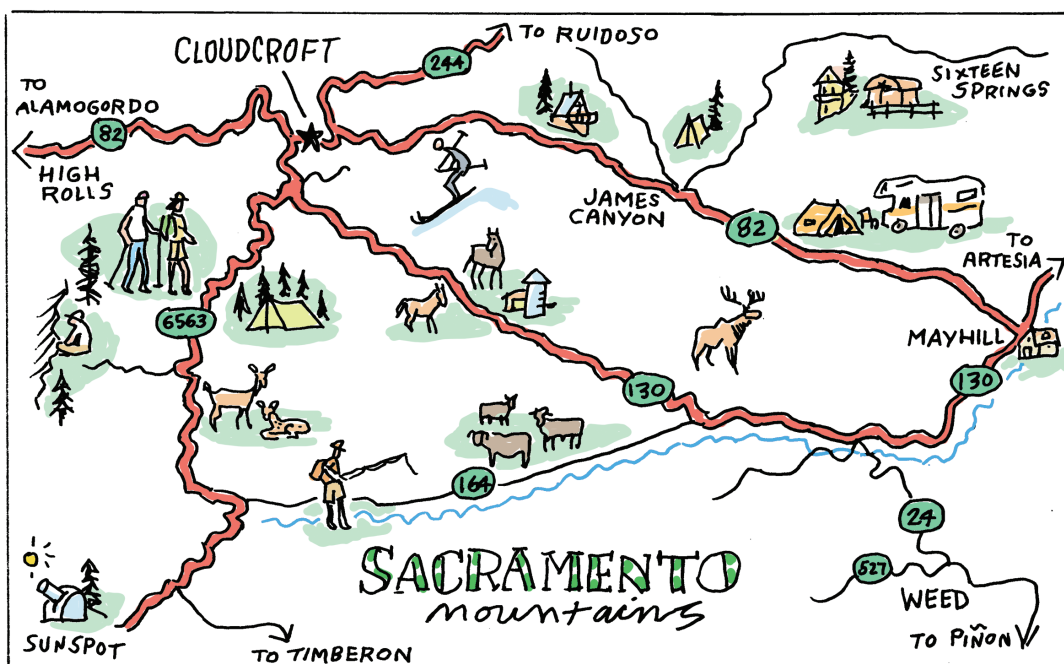 CLOUDCROFT
244
TO RUIDOSO
SIXTEEN
SPRINGS
TO
ALAMOGORDO
82
HIGH
ROLLS
JAMES
CANYON
82
TO
ARTESIA
6563
MAYHILL
130
130
164
24
527
SACRAMENTO
mountains
WEED
SUNSPOT
TO TIMBERON
TO PIÑON